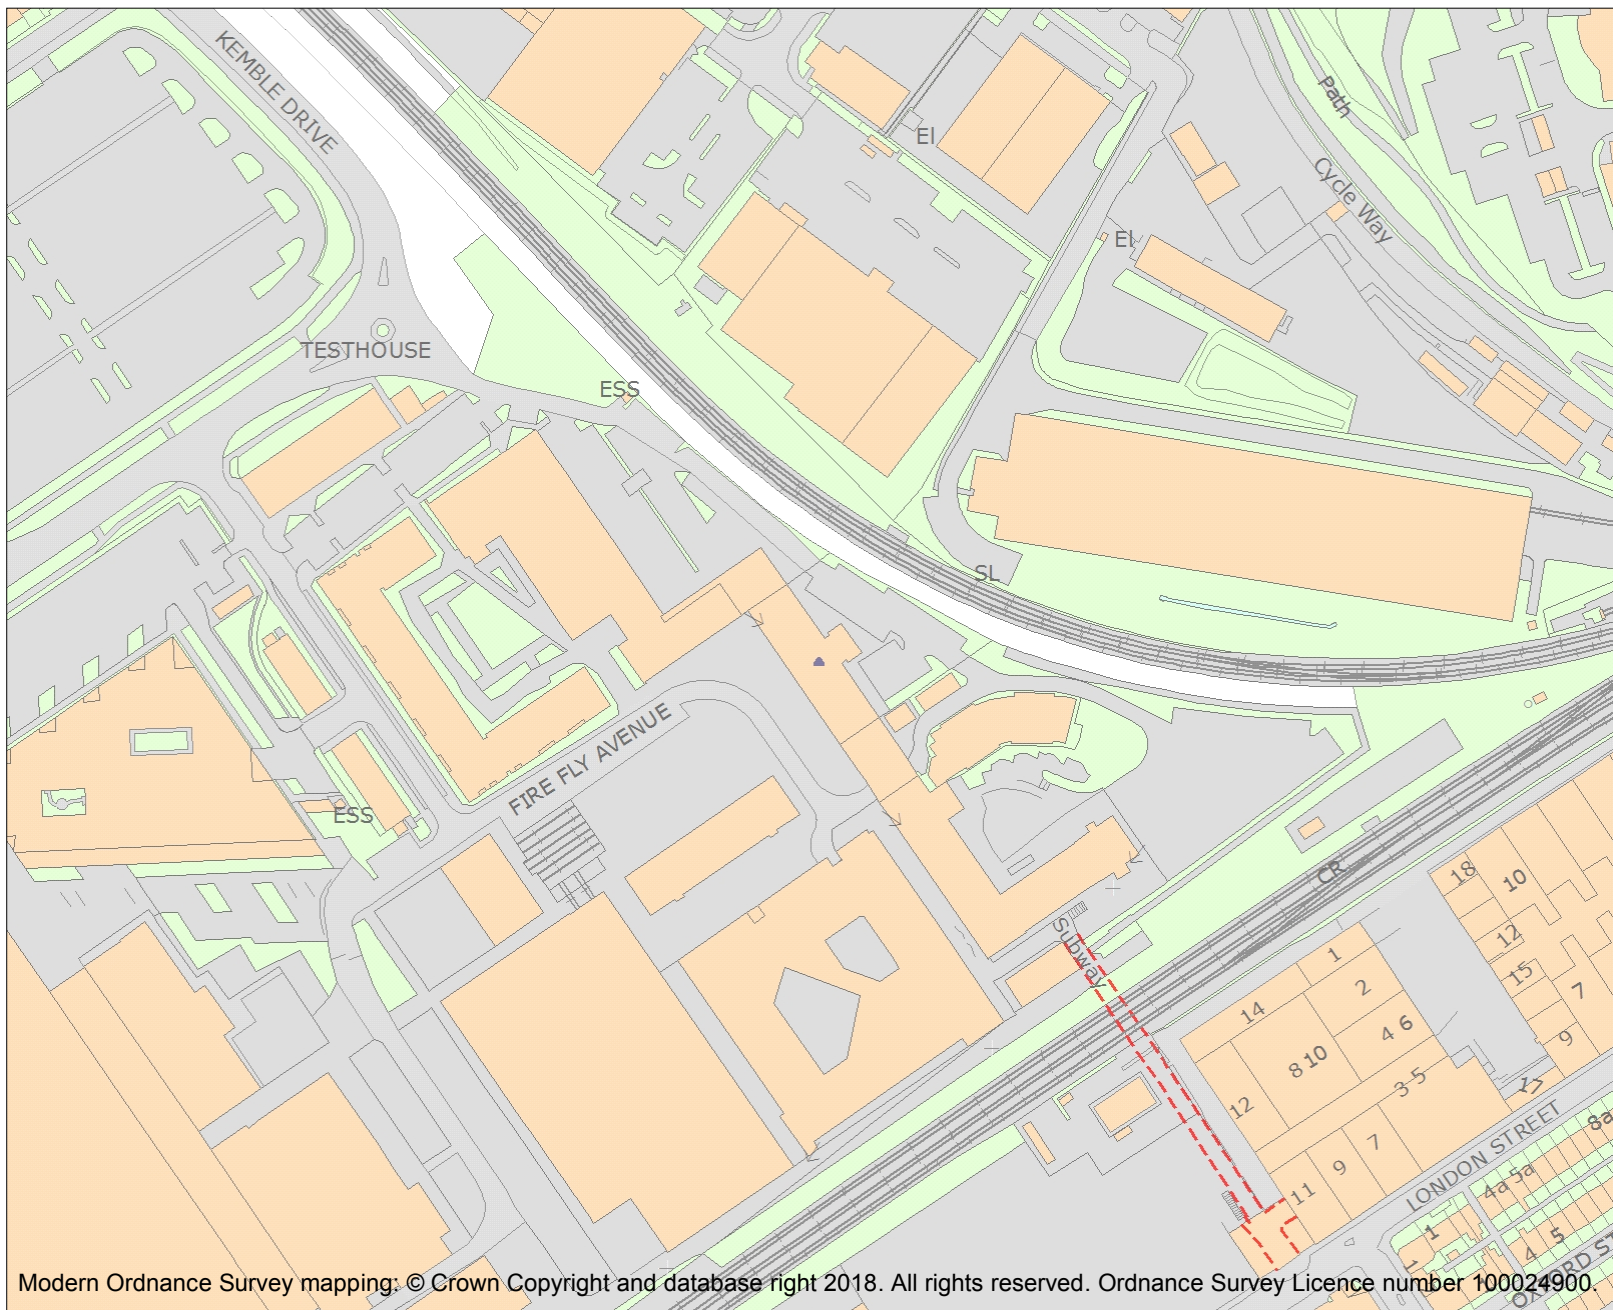 KEMBLE DRIVE
Path
El
Cycle Way
El
TESTHOUSE
ESS
SL
FIRE FLY AVENUE
ESS
CR
18
10
Subway
12
1
15
2
7
14
4 6
9
8 10
3-5
17
12
7
8a
9
LONDON STREET
11
4a
5a
1
5
4
Modern Ordnance Survey mapping: © Crown Copyright and database right 2018. All rights reserved. Ordnance Survey Licence number 100024900.